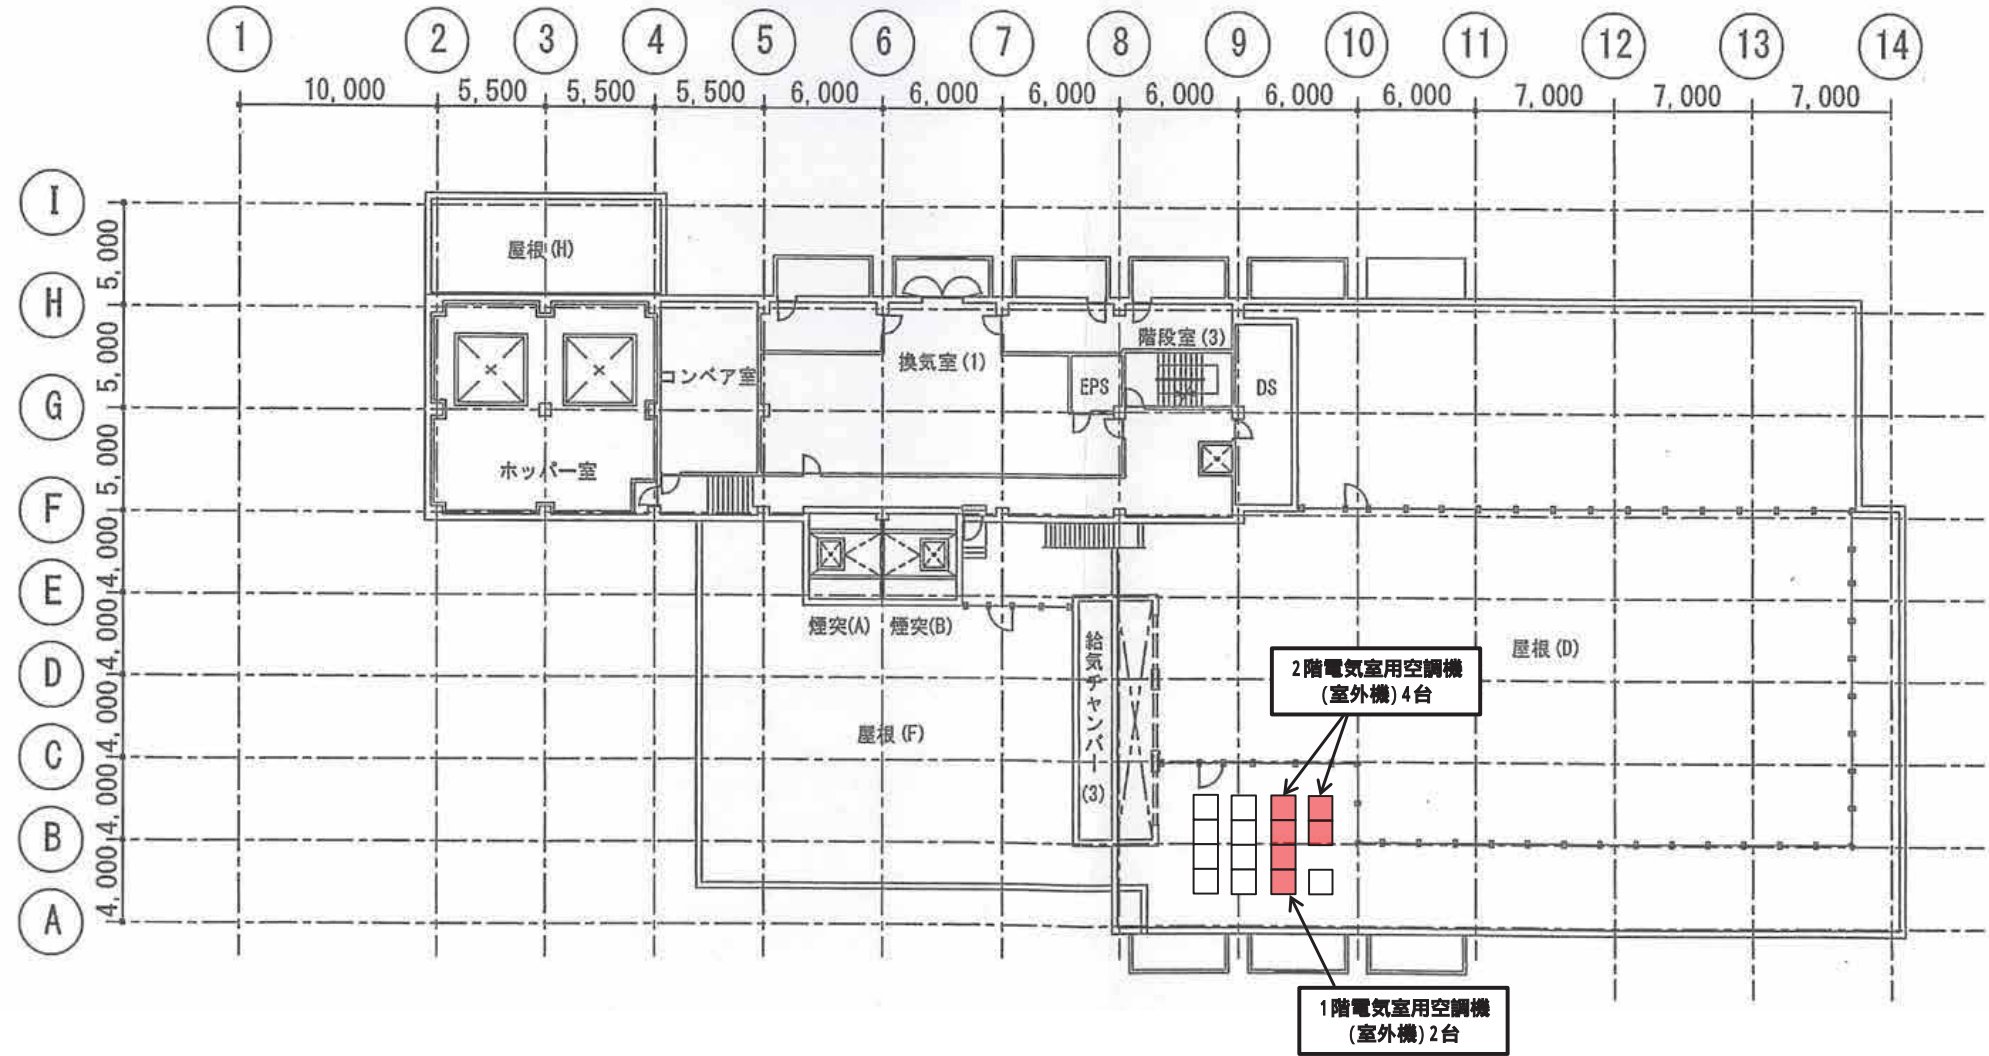 1 2 3 4 5 6 7 8 9 10 11 12 13 14
10,000 5,500 5,500 5,500 6,000 6,000 6,000 6,000 6,000 6,000 7,000 7,000 7,000
I
5,000
屋根(H)
H
5,000
階段室(3)
換気室(1)
コンベア室
EPS
DS
G
5,000
ホッパー室
F
4,000
E
煙突(A)
煙突(B)
4,000
給気チャンバー(3)
屋根(D)
D
2階電気室用空調機
(室外機)4台
4,000
屋根(F)
C
4,000
B
4,000
A
1階電気室用空調機
(室外機)2台